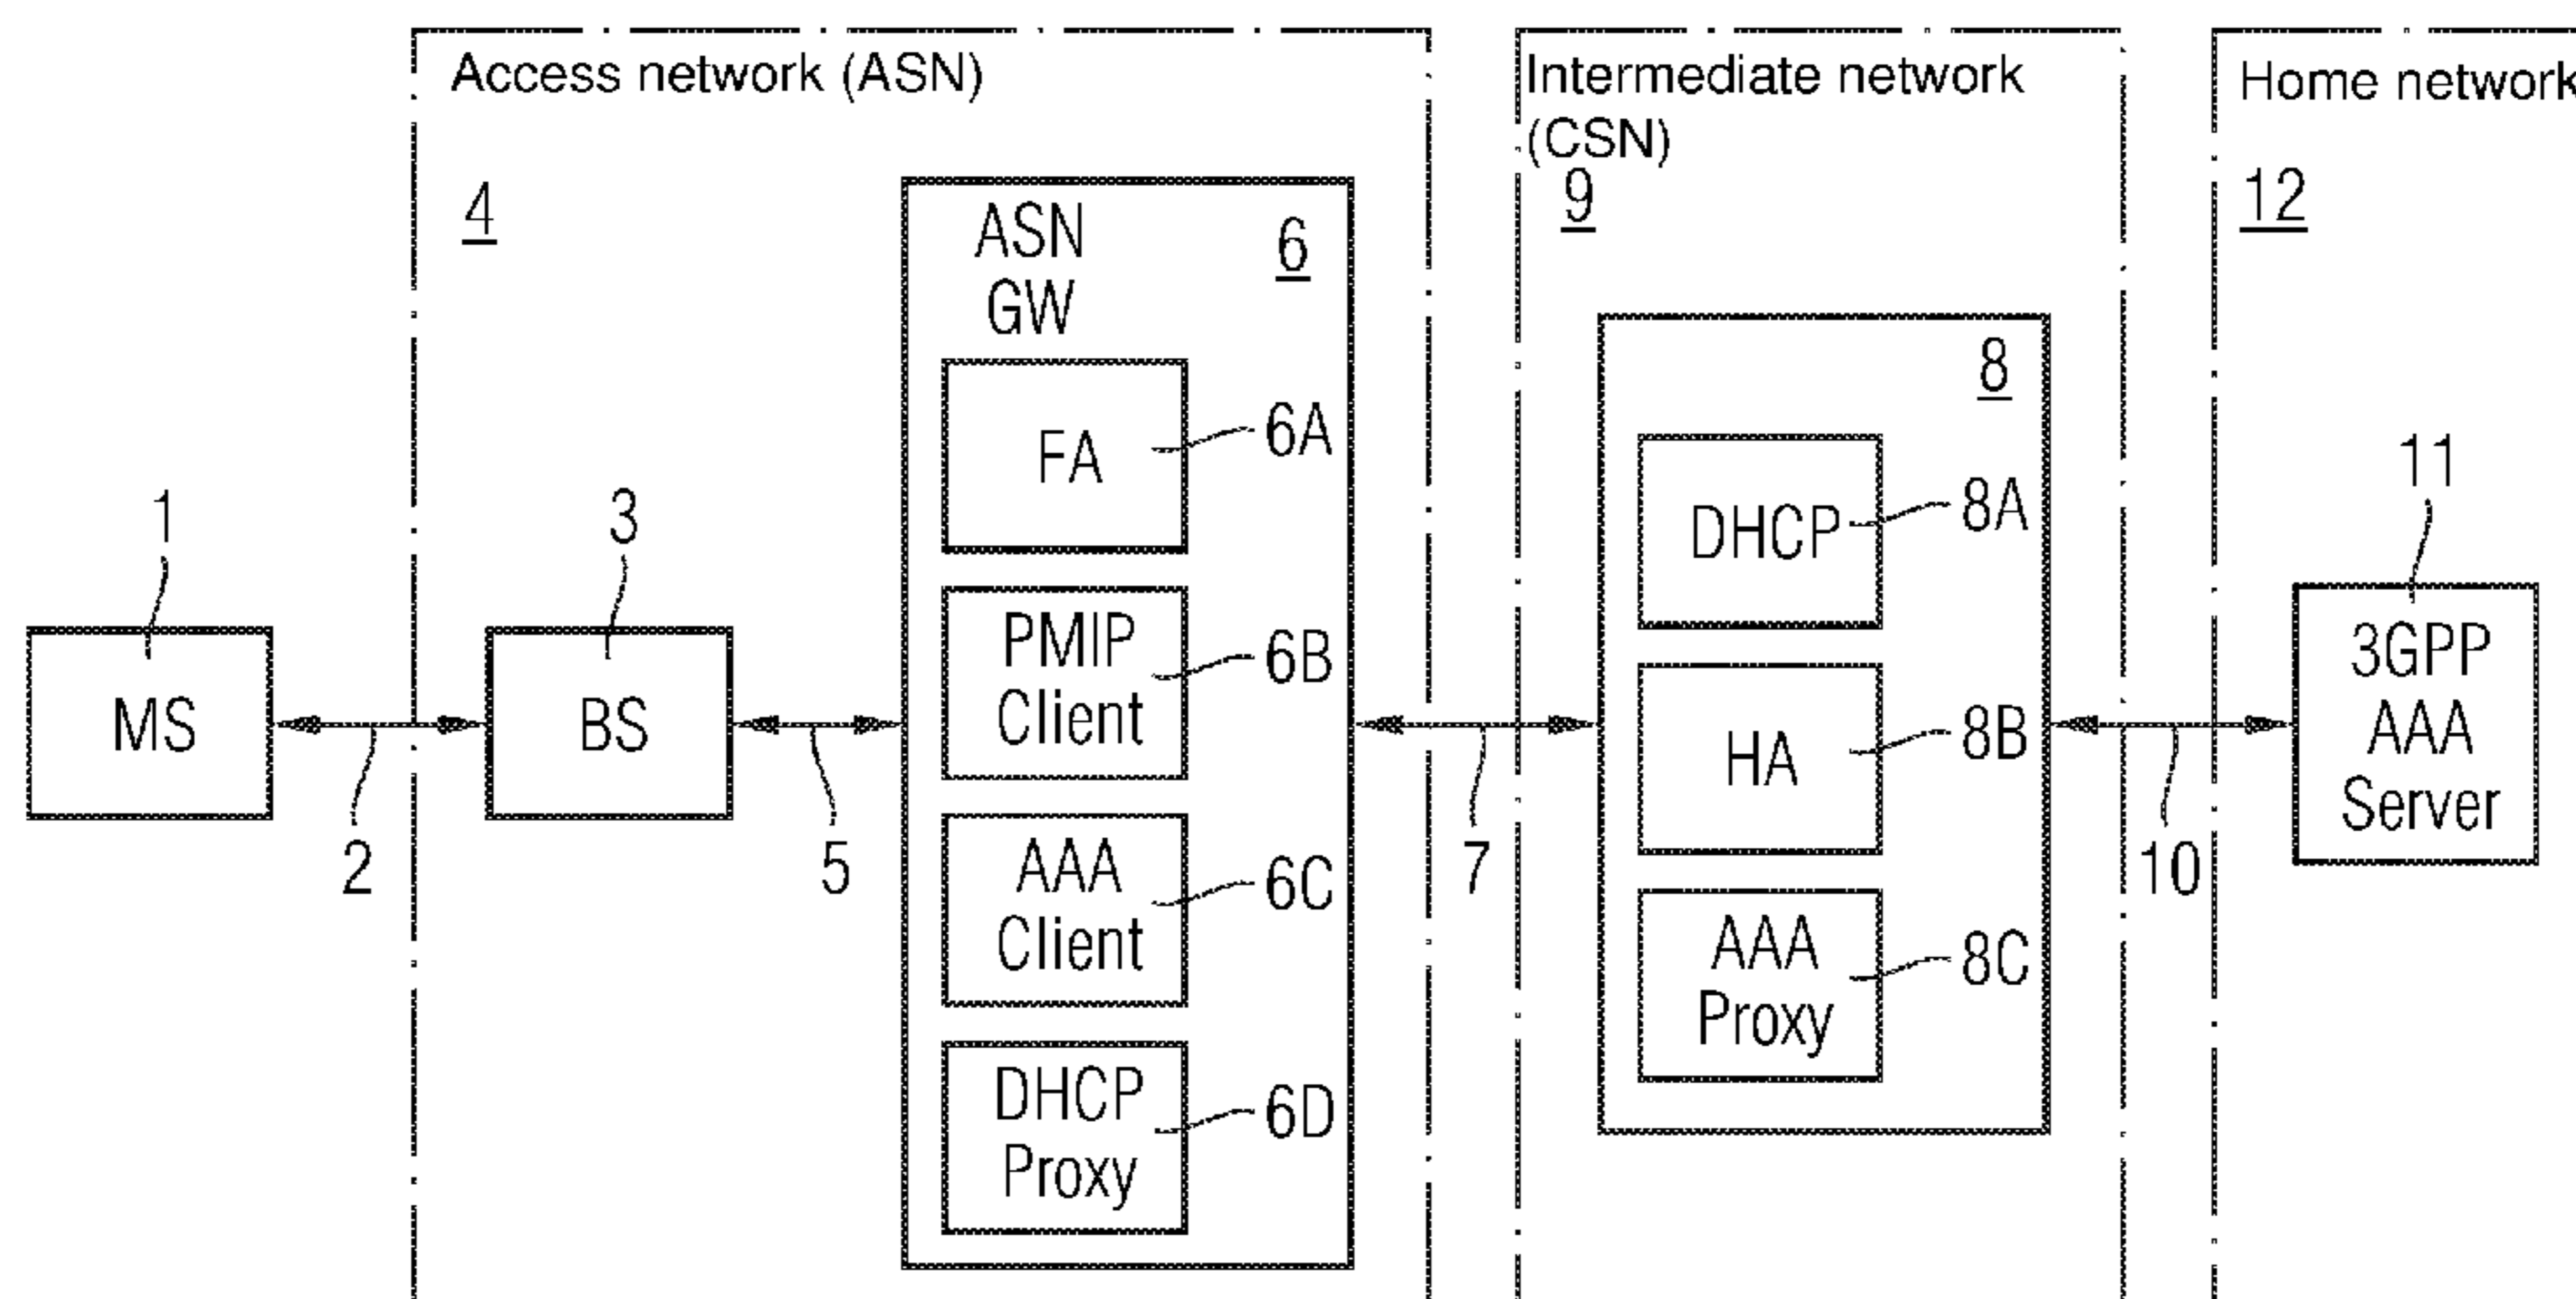 Access network (ASN)
4
Intermediate network
(CSN)
9
Home network
12
ASN
GW
6
FA
6A
PMIP
Client
6B
AAA
Client
6C
DHCP
Proxy
6D
1
MS
2
3
BS
5
7
8
DHCP
8A
HA
8B
AAA
Proxy
8C
10
11
3GPP
AAA
Server